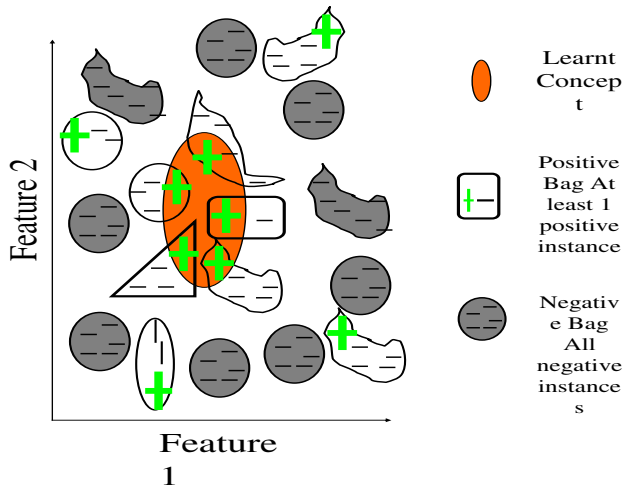 Feature 2
Feature
1
Learnt
Concep
t
Positive
Bag At
least 1
positive
instance
Negativ
e Bag
All
negative
instance
s